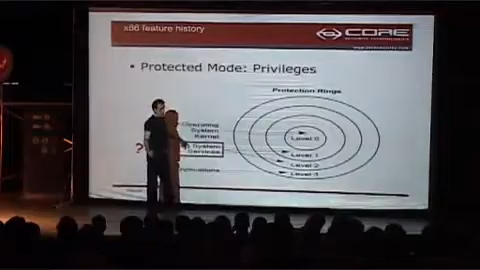 x86 feature history
CORE
• Protected Mode: Privileges
Protection Rings
Operating
System
Kernel
Level 0
?
System
Services
Level 1
Level 2
Level 3